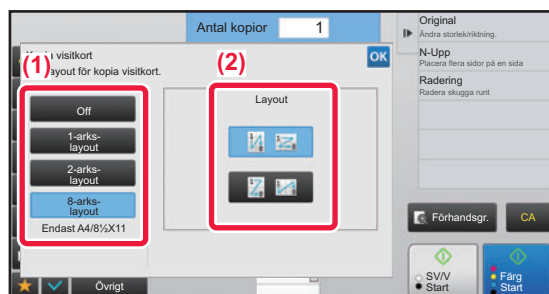 Antal kopior 1
Kopia visitkort
(1)
(2)
layout för kopia visitkort.
OK
Off
1-arks-
layout
2-arks-
layout
8-arks-
layout
Endast A4/8½X11
Layout
Övrigt
Original
Ändra storlek/riktning.
N-Upp
Placera flera sidor på en sida
Radering
Radera skugga runt
Förhandsgr.
CA
SV/V
Start
Färg
Start